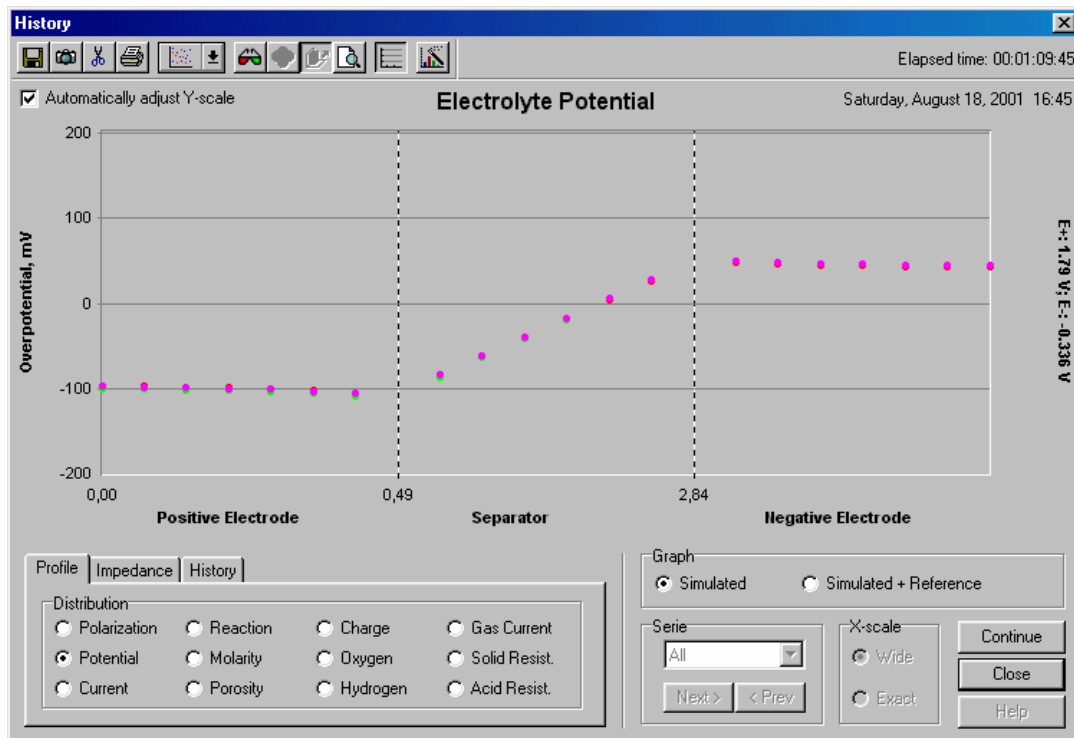 History
Elapsed time: 00:01:09:45
Automatically adjust Y-scale
Electrolyte Potential
Saturday, August 18, 2001 16:45
200
100
0
-100
-200
Overpotential, mV
E+: 1.79 V; E-: -0.336 V
0,00
0,49
2,84
Positive Electrode
Separator
Negative Electrode
Profile
Impedance
History
Distribution
Polarization
Reaction
Charge
Gas Current
Potential
Molarity
Oxygen
Solid Resist.
Current
Porosity
Hydrogen
Acid Resist.
Graph
Simulated
Simulated + Reference
Serie
All
Next >
< Prev
X-scale
Wide
Exact
Continue
Close
Help